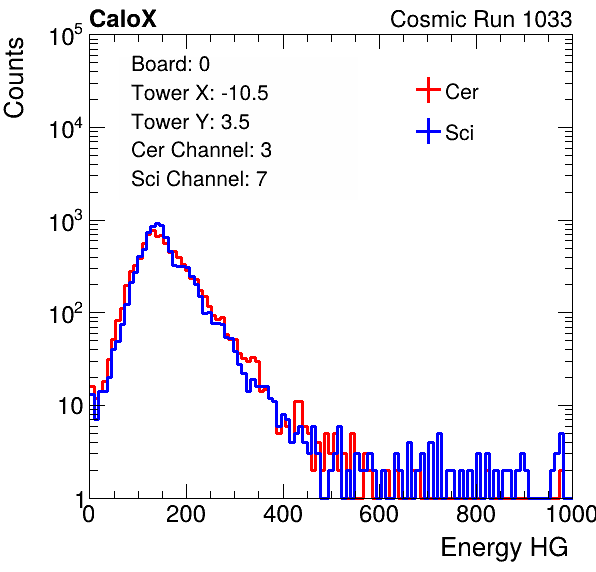 CaloX Cosmic Run 1033
Counts
10^5
10^4
10^3
10^2
10
1
Board: 0
Tower X: -10.5
Tower Y: 3.5
Cer Channel: 3
Sci Channel: 7
Cer
Sci
0 200 400 600 800 1000
Energy HG